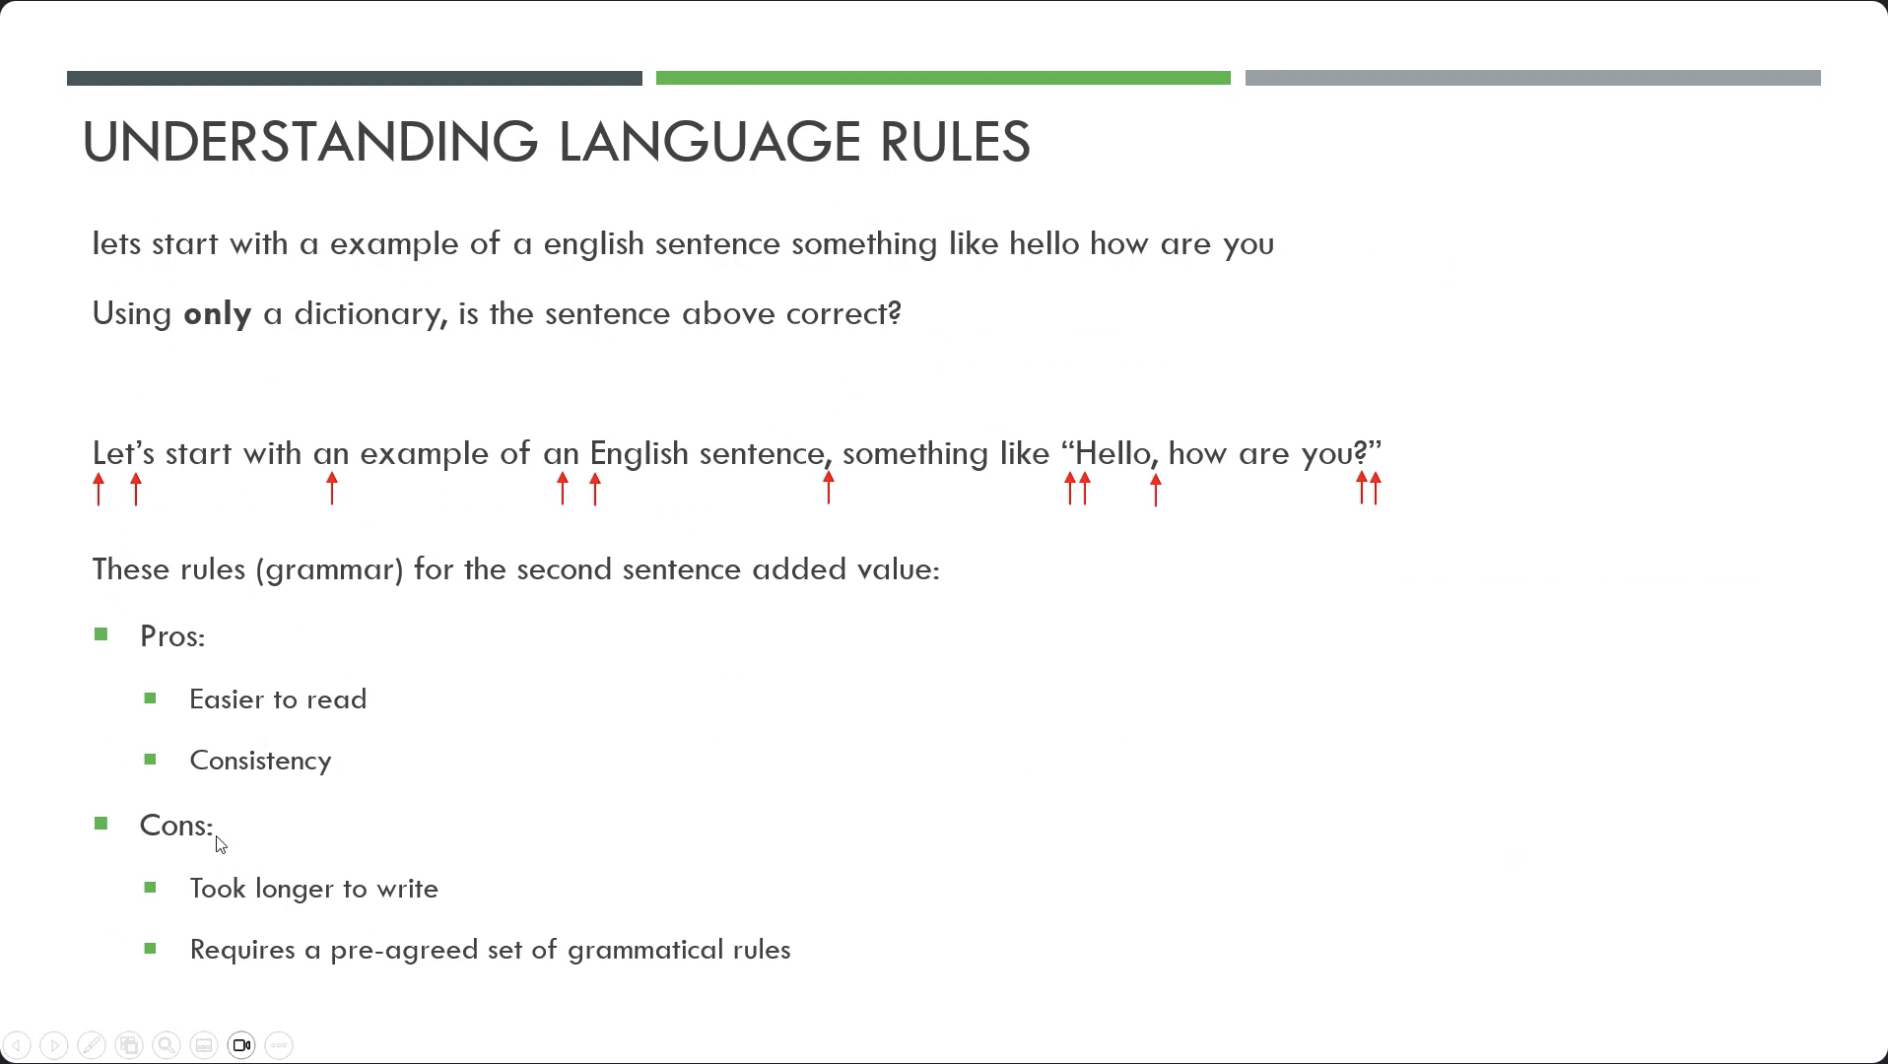 UNDERSTANDING LANGUAGE RULES
lets start with a example of a english sentence something like hello how are you
Using only a dictionary, is the sentence above correct?
Let’s start with an example of an English sentence, something like “Hello, how are you?”
These rules (grammar) for the second sentence added value:
Pros:
Easier to read
Consistency
Cons:
Took longer to write
Requires a pre-agreed set of grammatical rules